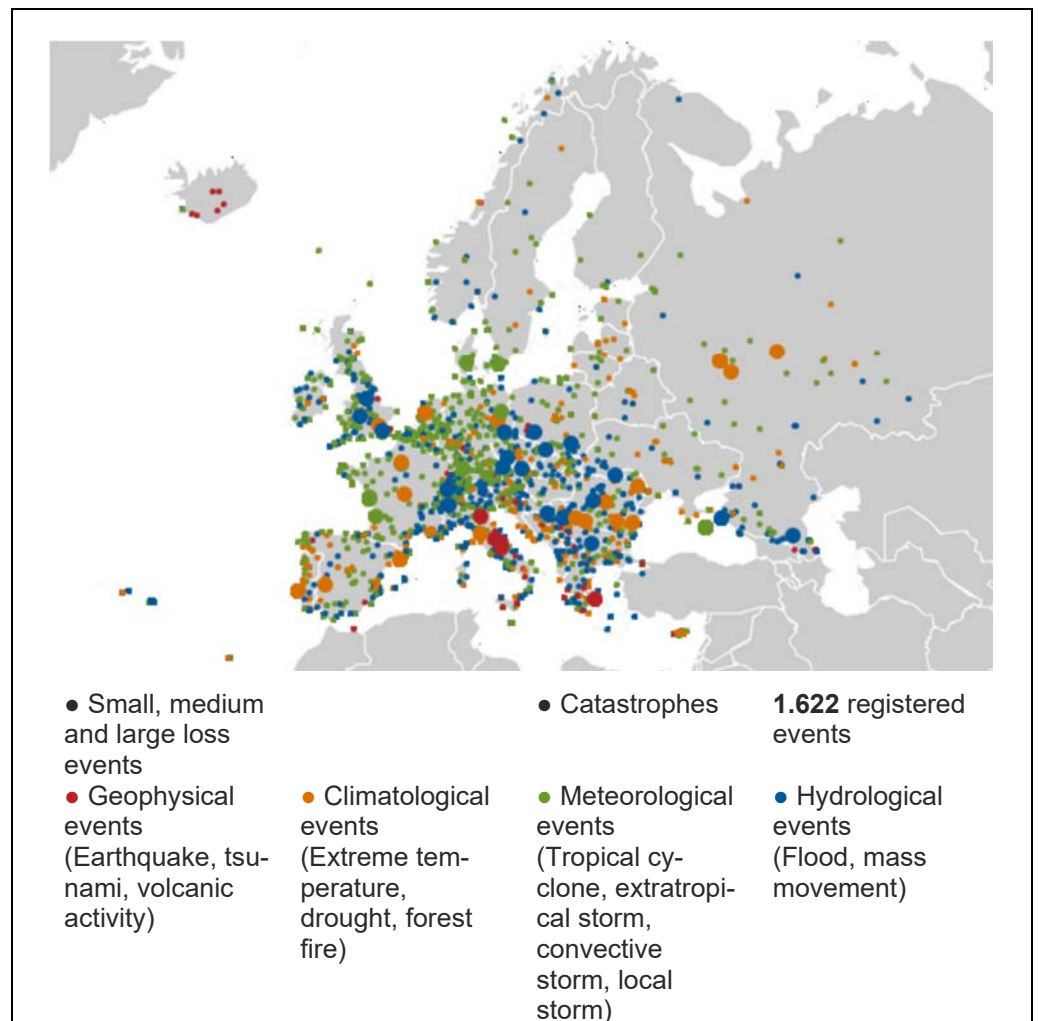 ● Small, medium
and large loss
events
● Catastrophes
1.622 registered
events
● Geophysical
events
(Earthquake, tsu-
nami, volcanic
activity)
● Climatological
events
(Extreme tem-
perature,
drought, forest
fire)
● Meteorological
events
(Tropical cy-
clone, extratropi-
cal storm,
convective
storm, local
storm)
● Hydrological
events
(Flood, mass
movement)